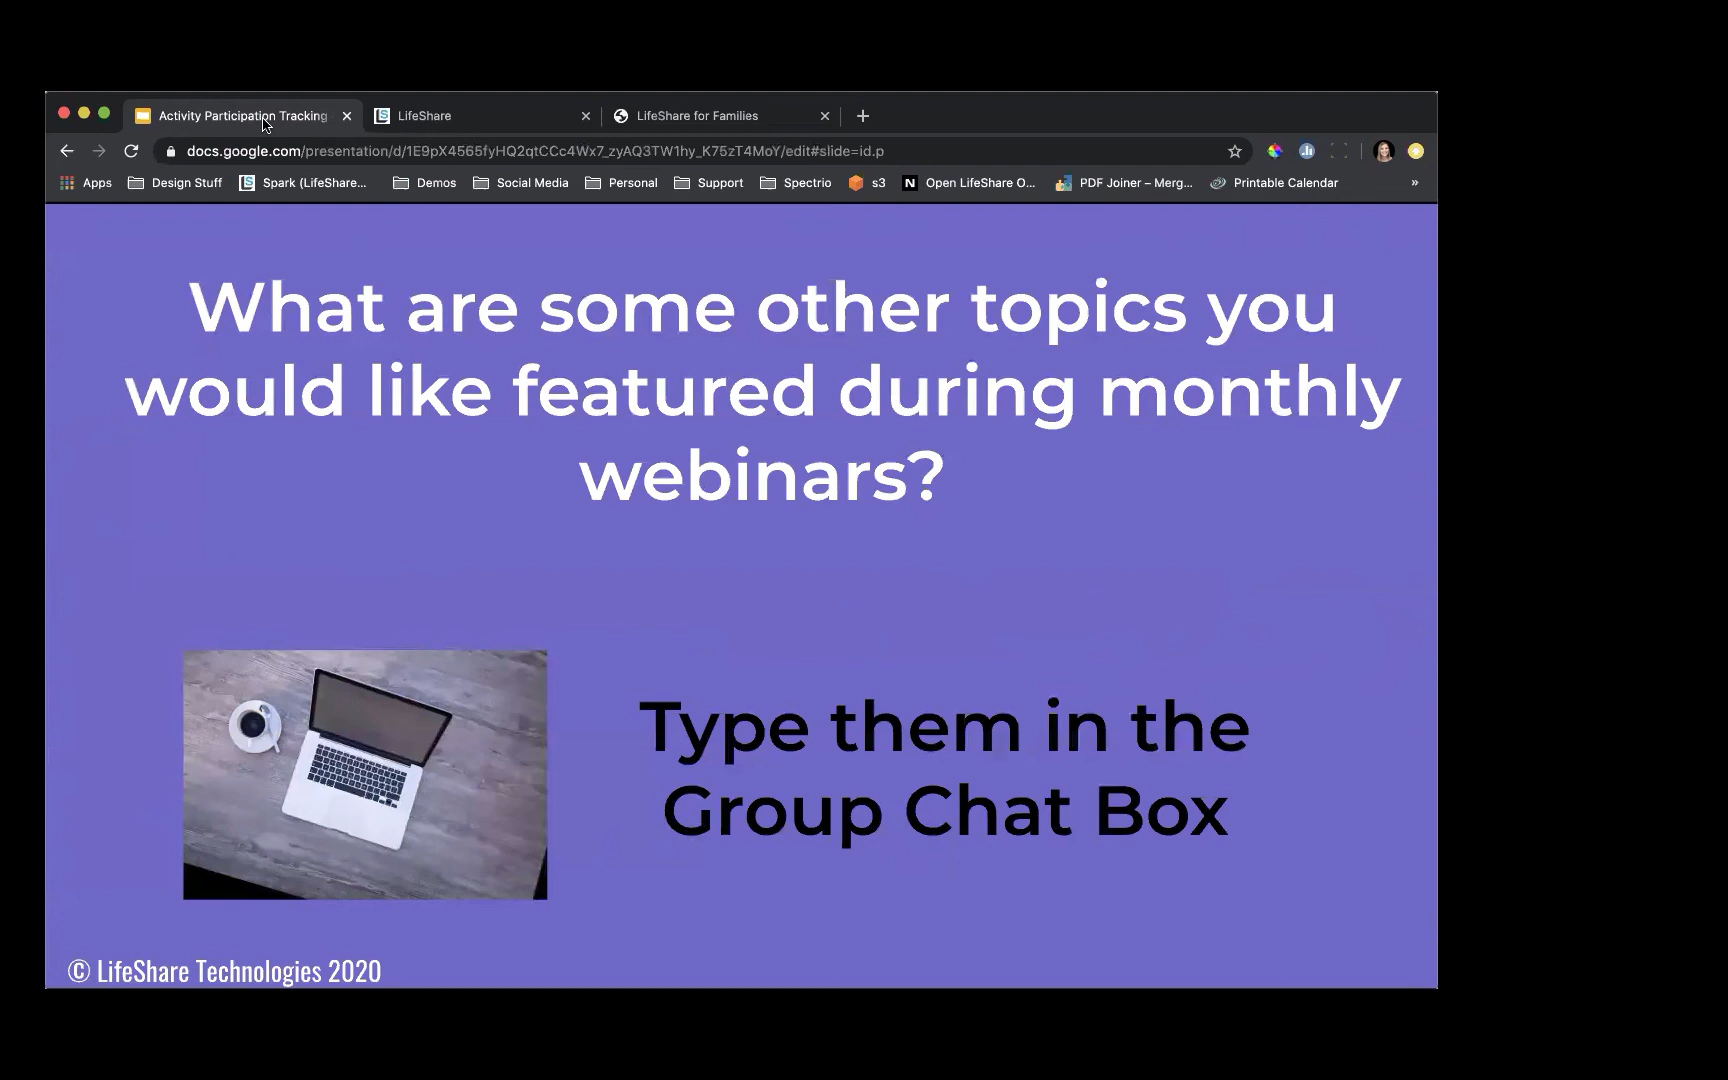 Activity Participation Tracking
LifeShare
LifeShare for Families
docs.google.com/presentation/d/1E9pX4565fyHQ2qtCCc4Wx7_zyAQ3TW1hy_K75zT4MoY/edit#slide=id.p
Apps Design Stuff Spark (LifeShare... Demos Social Media Personal Support Spectrio s3 Open LifeShare O... PDF Joiner – Merg... Printable Calendar »
What are some other topics you
would like featured during monthly
webinars?
Type them in the
Group Chat Box
© LifeShare Technologies 2020